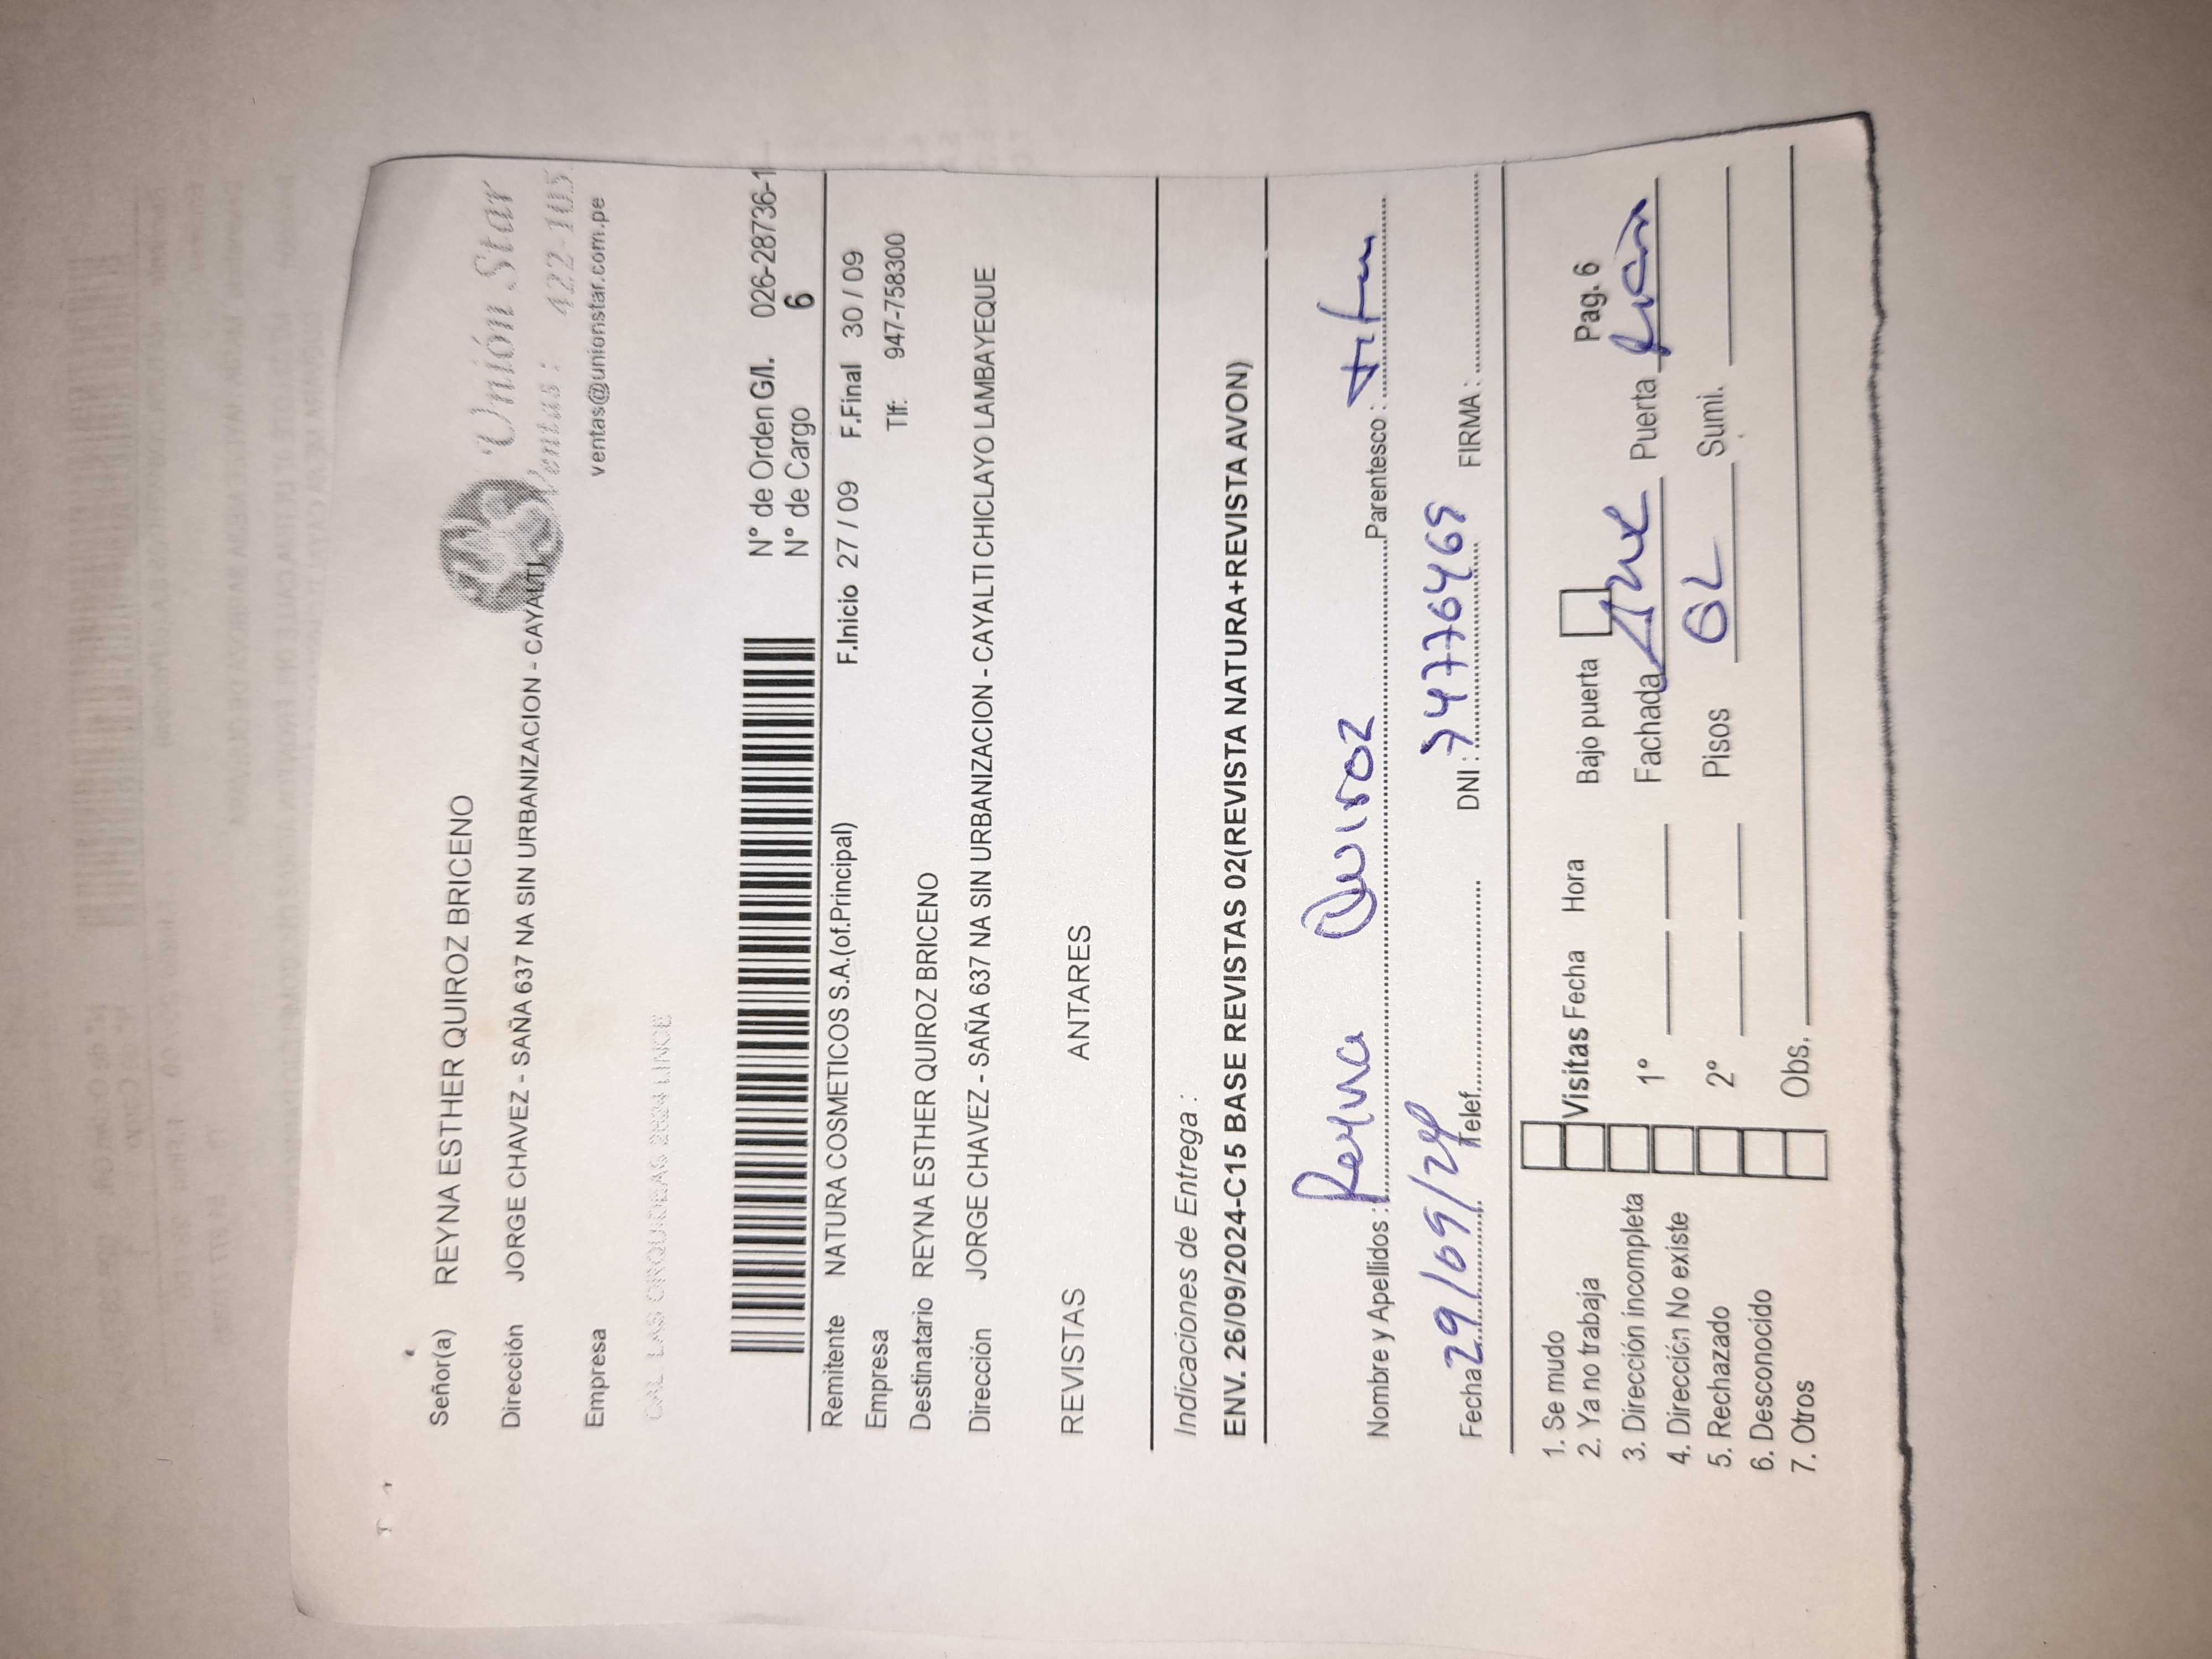 Unión Star
Ventas : 422-105
ventas@unionstar.com.pe
Señor(a) REYNA ESTHER QUIROZ BRICENO
Dirección JORGE CHAVEZ - SAÑA 637 NA SIN URBANIZACION - CAYALTI
Empresa
CAL LAS ORQUIDEAS 2624 LINCE
N° de Orden G/I. 026-28736-1
N° de Cargo 6
Remitente NATURA COSMETICOS S.A.(of.Principal) F.Inicio 27 / 09 F.Final 30 / 09
Empresa Tlf: 947-758300
Destinatario REYNA ESTHER QUIROZ BRICENO
Dirección JORGE CHAVEZ - SAÑA 637 NA SIN URBANIZACION - CAYALTI CHICLAYO LAMBAYEQUE
REVISTAS ANTARES
Indicaciones de Entrega :
ENV. 26/09/2024-C15 BASE REVISTAS 02(REVISTA NATURA+REVISTA AVON)
Nombre y Apellidos : Reyna Quiroz Parentesco :
Fecha 29/09/24 Telef. DNI : 74776469 FIRMA :
1. Se mudo
2. Ya no trabaja
3. Dirección incompleta
4. Dirección No existe
5. Rechazado
6. Desconocido
7. Otros
Visitas Fecha Hora Bajo puerta Pag. 6
1° Fachada Puerta
2° Pisos Sumi.
Obs.